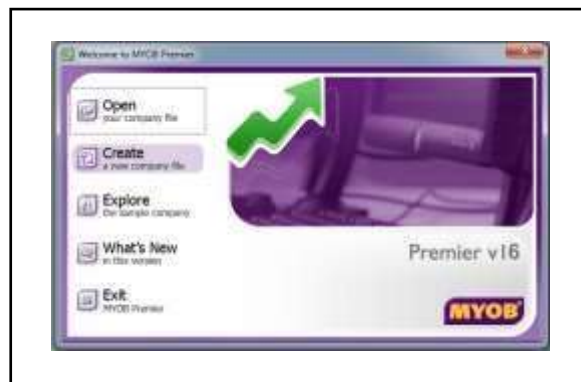 Welcome to MYOB Premier
Open
your company file
Create
a new company file
Explore
the sample company
What's New
in this version
Exit
MYOB Premier
Premier v16
MYOB